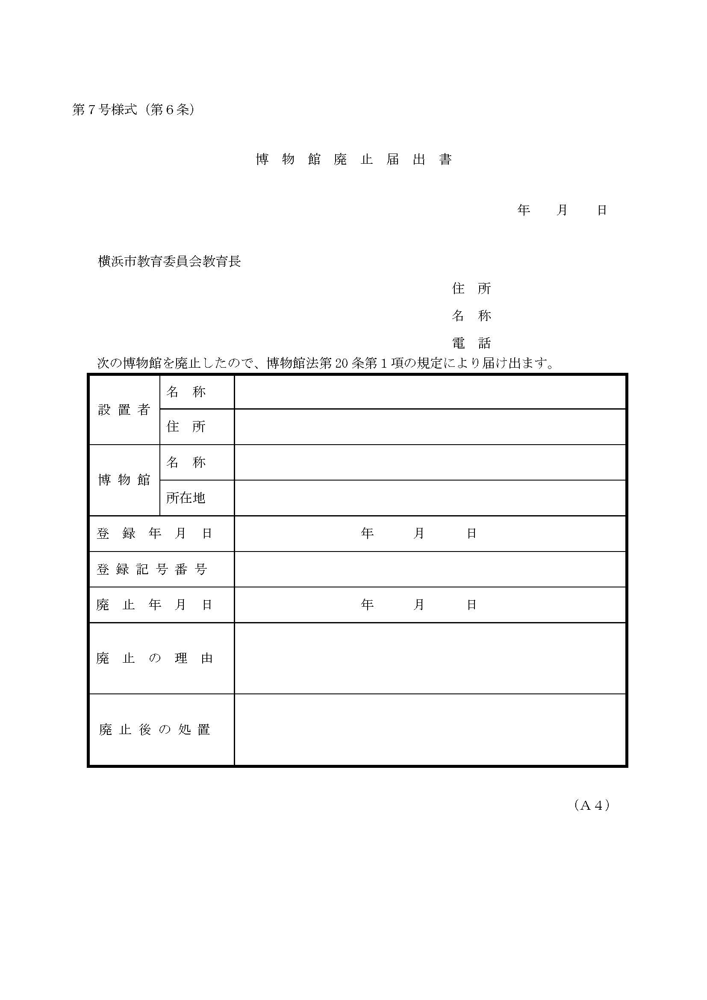 第７号様式（第６条）
博　物　館　廃　止　届　出　書
年　　月　　日
横浜市教育委員会教育長
住　所
名　称
電　話
次の博物館を廃止したので、博物館法第 20 条第１項の規定により届け出ます。
設 置 者
名　称
住　所
博 物 館
名　称
所在地
登　録　年　月　日
年　　　月　　　日
登 録 記 号 番 号
廃　止　年　月　日
年　　　月　　　日
廃　止　の　理　由
廃 止 後 の 処 置
（Ａ４）